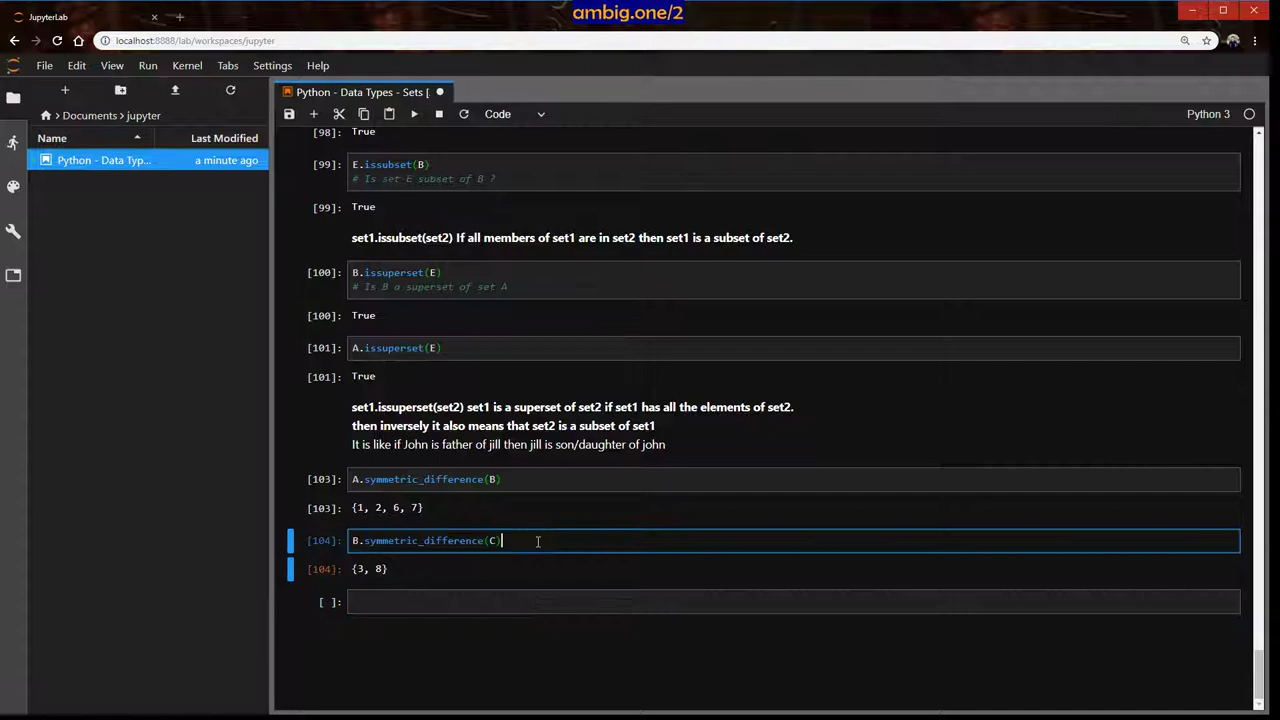 JupyterLab
ambig.one/2
localhost:8888/lab/workspaces/jupyter
File Edit View Run Kernel Tabs Settings Help
Python - Data Types - Sets [
Code
Python 3
Documents jupyter
Name Last Modified
Python - Data Typ... a minute ago
[98]: True
[99]: E.issubset(B)
# Is set E subset of B ?
[99]: True
set1.issubset(set2) If all members of set1 are in set2 then set1 is a subset of set2.
[100]: B.issuperset(E)
# Is B a superset of set A
[100]: True
[101]: A.issuperset(E)
[101]: True
set1.issuperset(set2) set1 is a superset of set2 if set1 has all the elements of set2.
then inversely it also means that set2 is a subset of set1
It is like if John is father of jill then jill is son/daughter of john
[103]: A.symmetric_difference(B)
[103]: {1, 2, 6, 7}
[104]: B.symmetric_difference(C)
[104]: {3, 8}
[ ]: